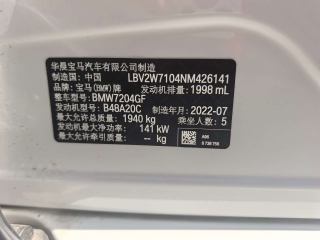 华晨宝马汽车有限公司制造
制造国：中国 LBV2W7104NM426141
品牌：宝马(BMW)牌 发动机排量：1998 mL
整车型号：BMW7204GF
发动机型号：B48A20C 制造年月：2022-07
最大允许总质量：1940 kg 乘坐人数：5
发动机最大净功率：141 kW
最大允许牵引质量：-- kg